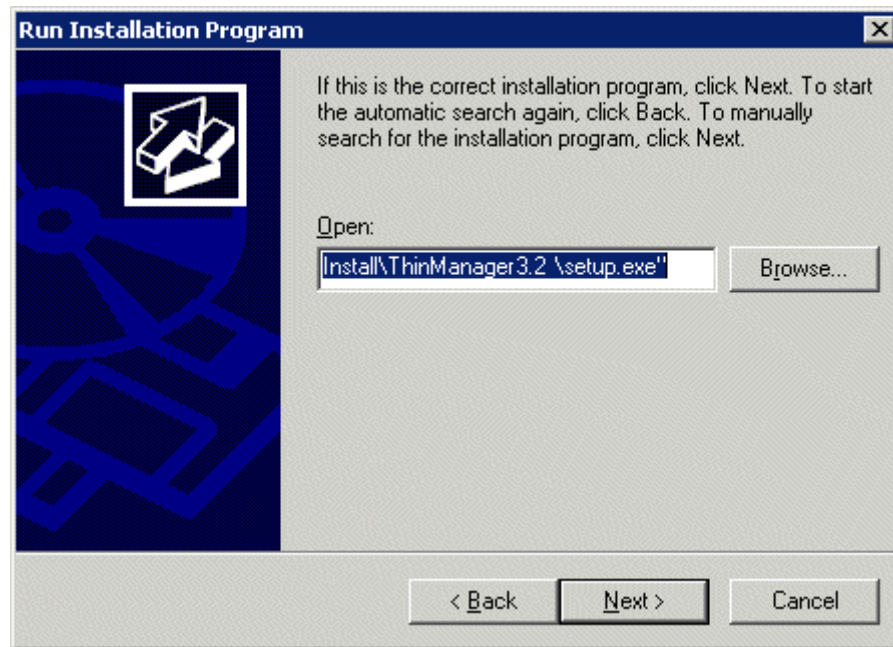 Run Installation Program
If this is the correct installation program, click Next. To start
the automatic search again, click Back. To manually
search for the installation program, click Next.
Open:
Install\ThinManager3.2 \setup.exe"
Browse...
< Back
Next >
Cancel